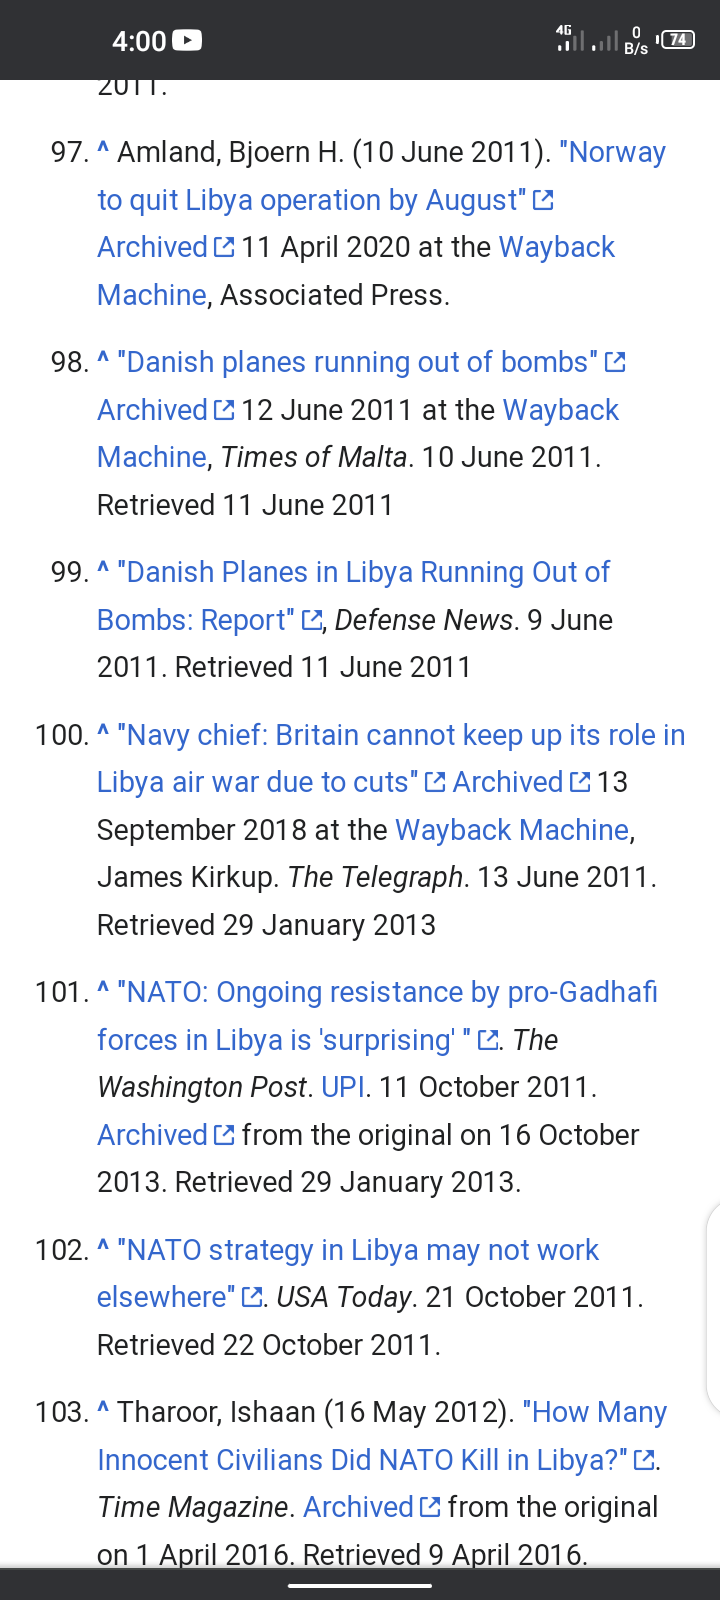 4:00
4G
0
B/s
74
2011.
97. ^ Amland, Bjoern H. (10 June 2011). "Norway
to quit Libya operation by August"
Archived 11 April 2020 at the Wayback
Machine, Associated Press.
98. ^ "Danish planes running out of bombs"
Archived 12 June 2011 at the Wayback
Machine, Times of Malta. 10 June 2011.
Retrieved 11 June 2011
99. ^ "Danish Planes in Libya Running Out of
Bombs: Report", Defense News. 9 June
2011. Retrieved 11 June 2011
100. ^ "Navy chief: Britain cannot keep up its role in
Libya air war due to cuts" Archived 13
September 2018 at the Wayback Machine,
James Kirkup. The Telegraph. 13 June 2011.
Retrieved 29 January 2013
101. ^ "NATO: Ongoing resistance by pro-Gadhafi
forces in Libya is 'surprising' ". The
Washington Post. UPI. 11 October 2011.
Archived from the original on 16 October
2013. Retrieved 29 January 2013.
102. ^ "NATO strategy in Libya may not work
elsewhere". USA Today. 21 October 2011.
Retrieved 22 October 2011.
103. ^ Tharoor, Ishaan (16 May 2012). "How Many
Innocent Civilians Did NATO Kill in Libya?".
Time Magazine. Archived from the original
on 1 April 2016. Retrieved 9 April 2016.